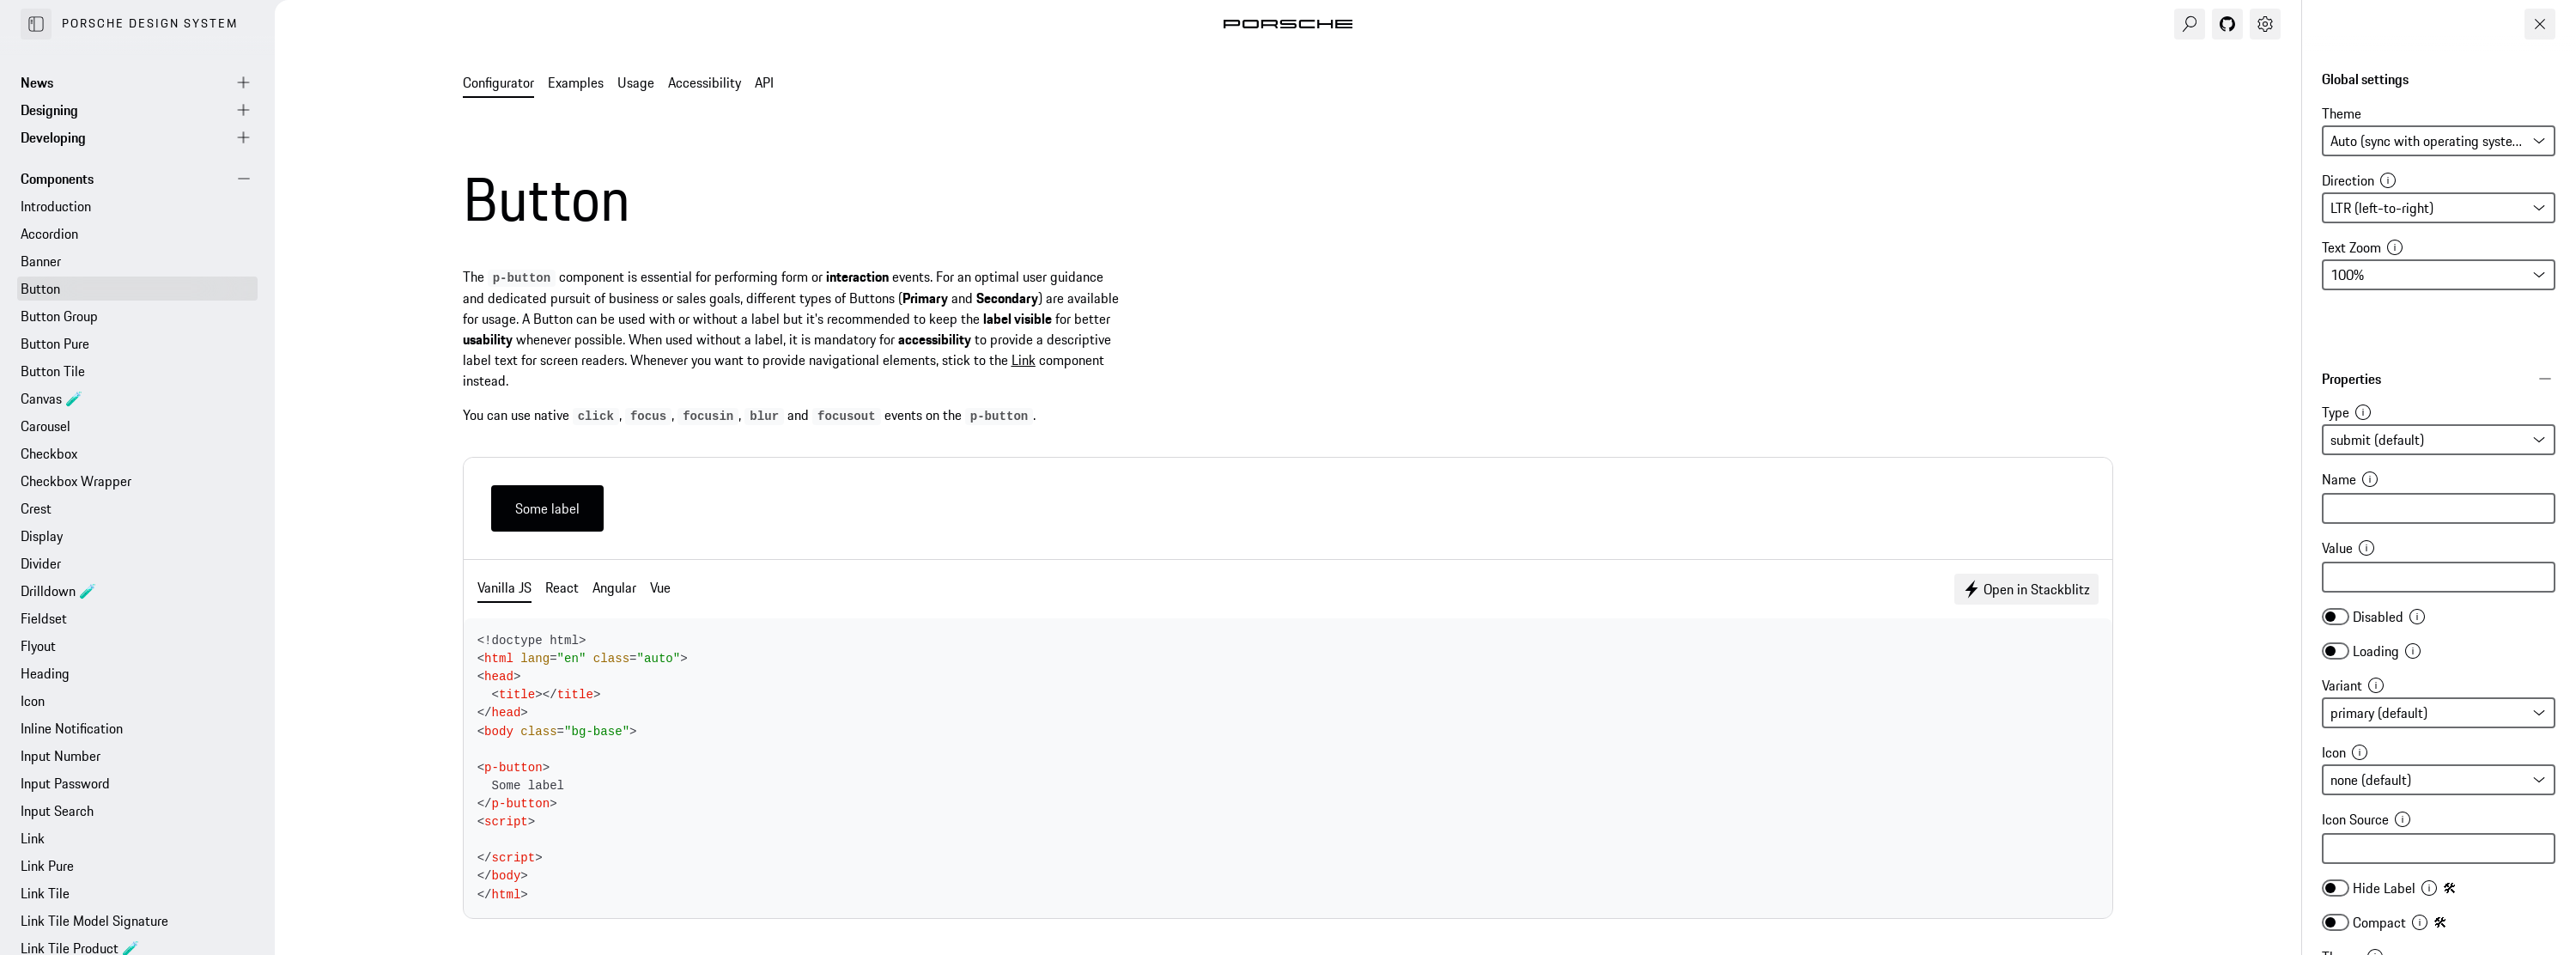 PORSCHE DESIGN SYSTEM
News
Designing
Developing
Components
Introduction
Accordion
Banner
Button
Button Group
Button Pure
Button Tile
Canvas 🧪
Carousel
Checkbox
Checkbox Wrapper
Crest
Display
Divider
Drilldown 🧪
Fieldset
Flyout
Heading
Icon
Inline Notification
Input Number
Input Password
Input Search
Link
Link Pure
Link Tile
Link Tile Model Signature
Link Tile Product 🧪
PORSCHE
Configurator Examples Usage Accessibility API
Button
The p-button component is essential for performing form or interaction events. For an optimal user guidance
and dedicated pursuit of business or sales goals, different types of Buttons (Primary and Secondary) are available
for usage. A Button can be used with or without a label but it's recommended to keep the label visible for better
usability whenever possible. When used without a label, it is mandatory for accessibility to provide a descriptive
label text for screen readers. Whenever you want to provide navigational elements, stick to the Link component
instead.
You can use native click, focus, focusin, blur and focusout events on the p-button.
Some label
Vanilla JS React Angular Vue
Open in Stackblitz
<!doctype html>
<html lang="en" class="auto">
<head>
  <title></title>
</head>
<body class="bg-base">
<p-button>
  Some label
</p-button>
<script>
</script>
</body>
</html>
Global settings
Theme
Auto (sync with operating syste...
Direction
LTR (left-to-right)
Text Zoom
100%
Properties
Type
submit (default)
Name
Value
Disabled
Loading
Variant
primary (default)
Icon
none (default)
Icon Source
Hide Label 🛠
Compact 🛠